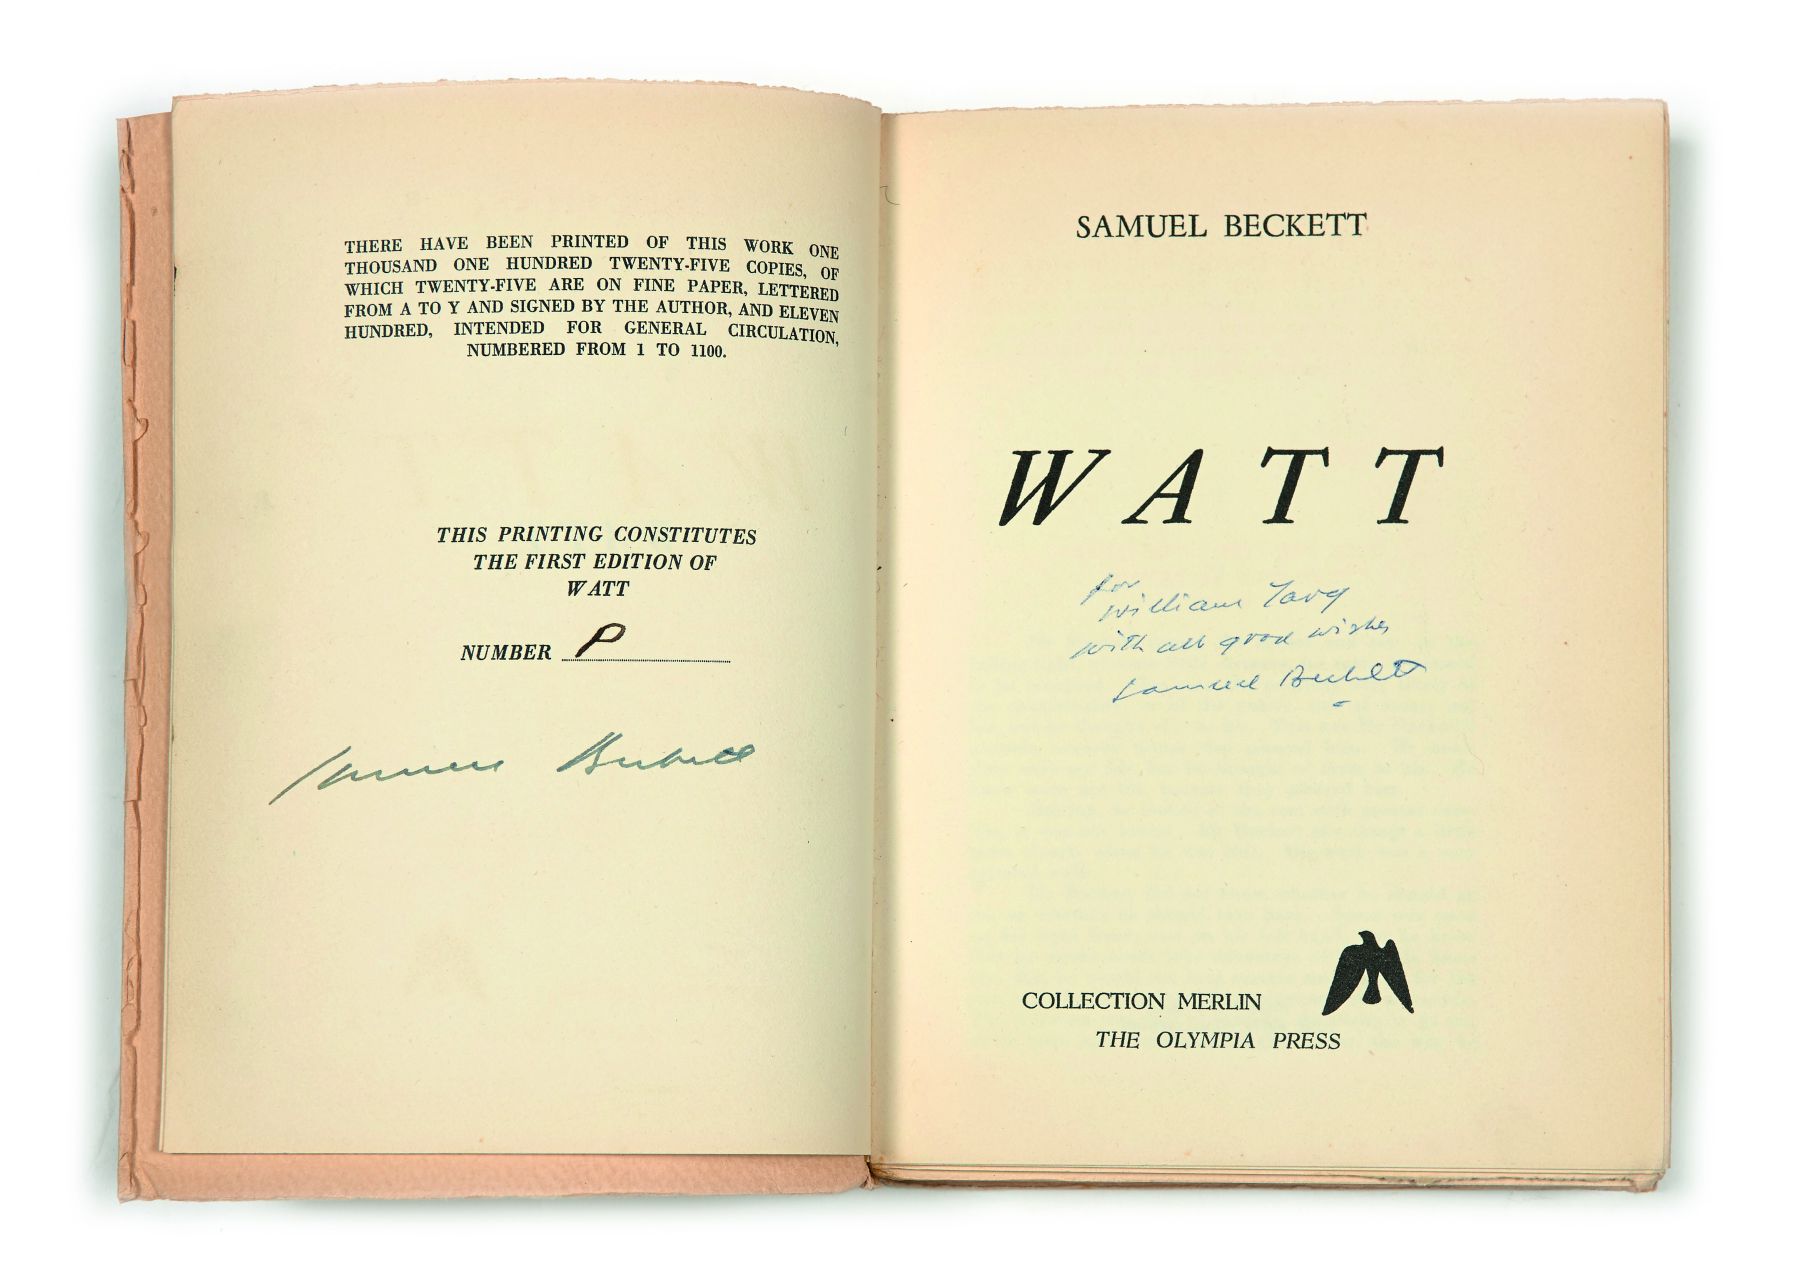 THERE HAVE BEEN PRINTED OF THIS WORK ONE
THOUSAND ONE HUNDRED TWENTY-FIVE COPIES, OF
WHICH TWENTY-FIVE ARE ON FINE PAPER, LETTERED
FROM A TO Y AND SIGNED BY THE AUTHOR, AND ELEVEN
HUNDRED, INTENDED FOR GENERAL CIRCULATION,
NUMBERED FROM 1 TO 1100.
THIS PRINTING CONSTITUTES
THE FIRST EDITION OF
WATT
NUMBER P
Samuel Beckett
SAMUEL BECKETT
WATT
for
William
with all good wishes
Samuel Beckett
COLLECTION MERLIN
THE OLYMPIA PRESS